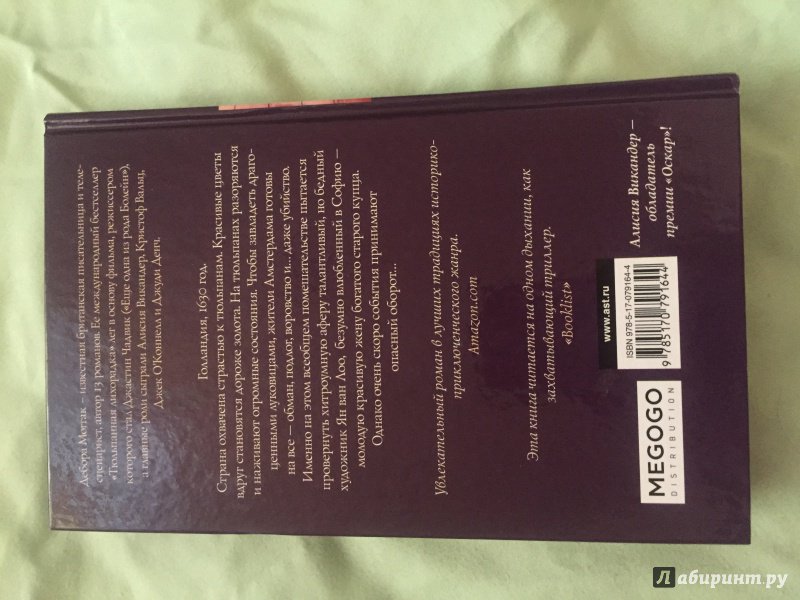 Дебора Моггак – известная британская писательница и теле-
сценарист, автор 13 романов. Ее международный бестселлер
«Тюльпанная лихорадка» лег в основу фильма, режиссером
которого стал Джастин Чадвик («Еще одна из рода Болейн»),
а главные роли сыграли Алисия Викандер, Кристоф Вальц,
Джек О'Коннелл и Джуди Денч.
Голландия, 1630 год.
Страна охвачена страстью к тюльпанам. Красивые цветы
вдруг становятся дороже золота. На тюльпанах разоряются
и наживают огромные состояния. Чтобы завладеть драго-
ценными луковицами, жители Амстердама готовы
на все – обман, подлог, воровство и... даже убийство.
Именно на этом всеобщем помешательстве пытается
провернуть хитроумную аферу талантливый, но бедный
художник Ян ван Лоо, безумно влюбленный в Софию –
молодую красивую жену богатого старого купца.
Однако очень скоро события принимают
опасный оборот...
Увлекательный роман в лучших традициях историко-
приключенческого жанра.
Amazon.com
Эта книга читается на одном дыхании, как
захватывающий триллер.
«Booklist»
MEGOGO
DISTRIBUTION
www.ast.ru
ISBN 978-5-17-079164-4
9 785170 791644
Алисия Викандер –
обладатель
премии «Оскар»!
Лабиринт.ру